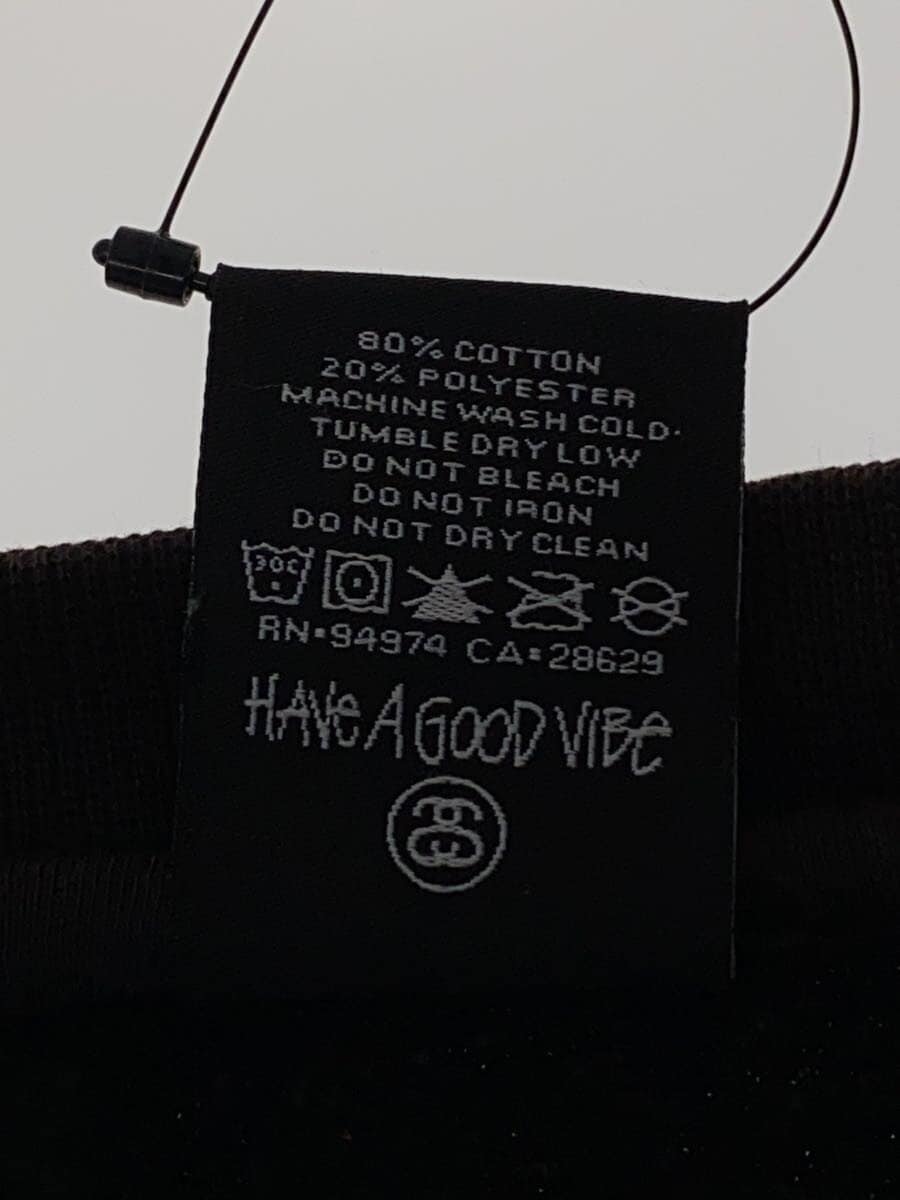 80% COTTON
20% POLYESTER
MACHINE WASH COLD.
TUMBLE DRY LOW
DO NOT BLEACH
DO NOT IRON
DO NOT DRY CLEAN
30C
RN:94974 CA:28629
HAVE A GOOD VIBE